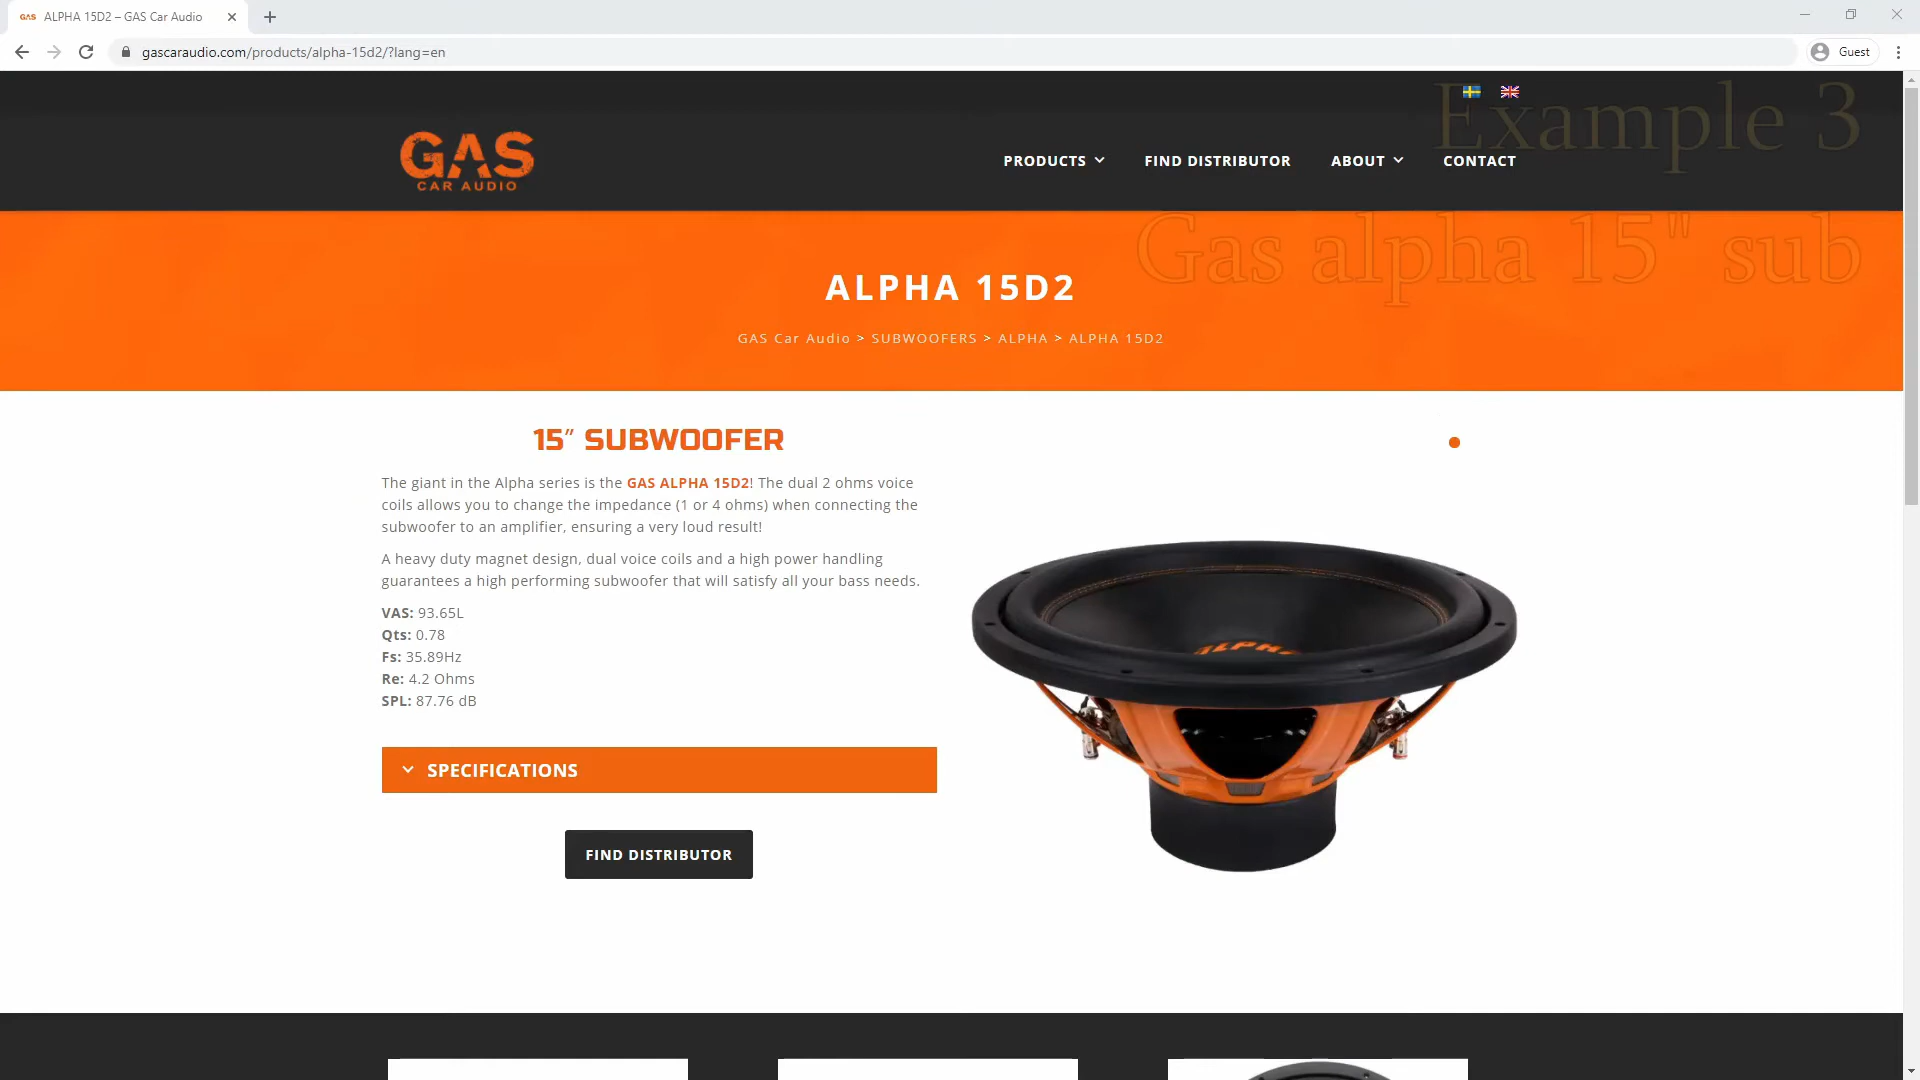 GAS ALPHA 15D2 – GAS Car Audio
gascaraudio.com/products/alpha-15d2/?lang=en
Guest
Example 3
GAS
CAR AUDIO
PRODUCTS
FIND DISTRIBUTOR
ABOUT
CONTACT
Gas alpha 15" sub
ALPHA 15D2
GAS Car Audio > SUBWOOFERS > ALPHA > ALPHA 15D2
15″ SUBWOOFER
The giant in the Alpha series is the GAS ALPHA 15D2! The dual 2 ohms voice
coils allows you to change the impedance (1 or 4 ohms) when connecting the
subwoofer to an amplifier, ensuring a very loud result!
A heavy duty magnet design, dual voice coils and a high power handling
guarantees a high performing subwoofer that will satisfy all your bass needs.
VAS: 93.65L
Qts: 0.78
Fs: 35.89Hz
Re: 4.2 Ohms
SPL: 87.76 dB
ALPHA
SPECIFICATIONS
FIND DISTRIBUTOR